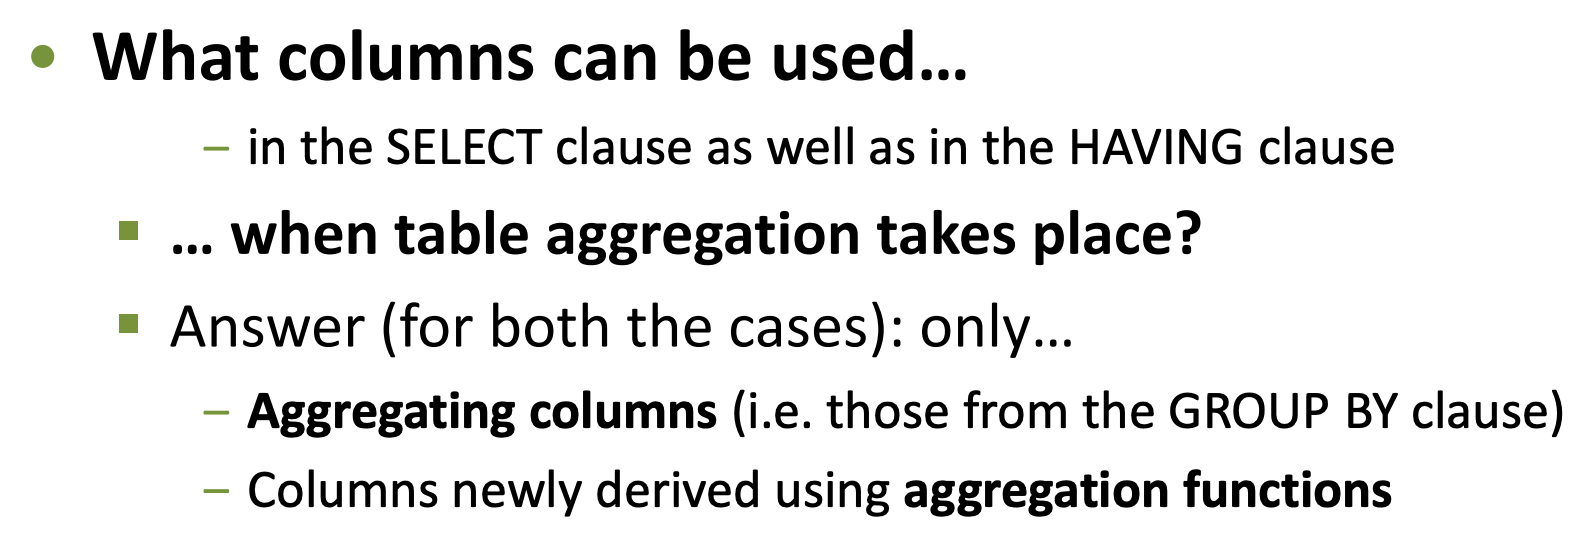 • What columns can be used…
– in the SELECT clause as well as in the HAVING clause
▪ … when table aggregation takes place?
▪ Answer (for both the cases): only…
– Aggregating columns (i.e. those from the GROUP BY clause)
– Columns newly derived using aggregation functions